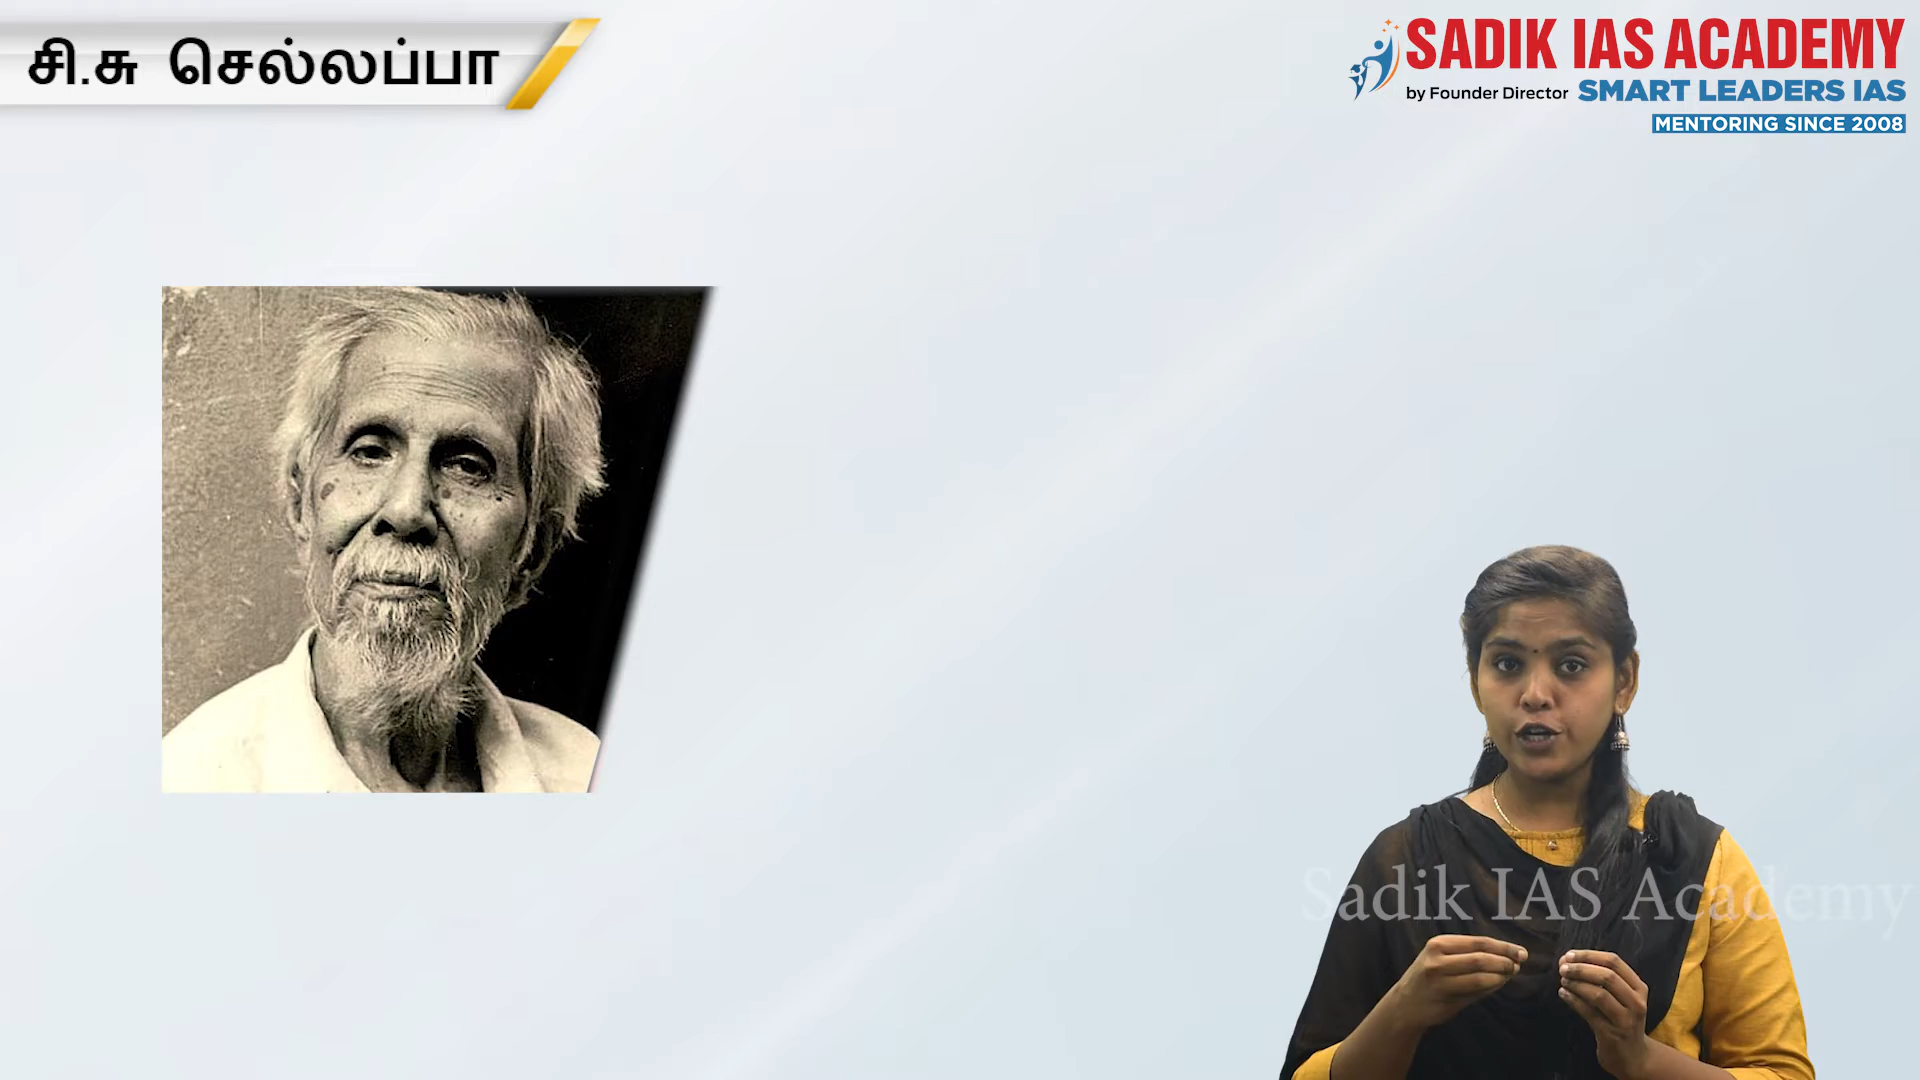 சி.சு செல்லப்பா
SADIK IAS ACADEMY
by Founder Director SMART LEADERS IAS
MENTORING SINCE 2008
Sadik IAS Academy